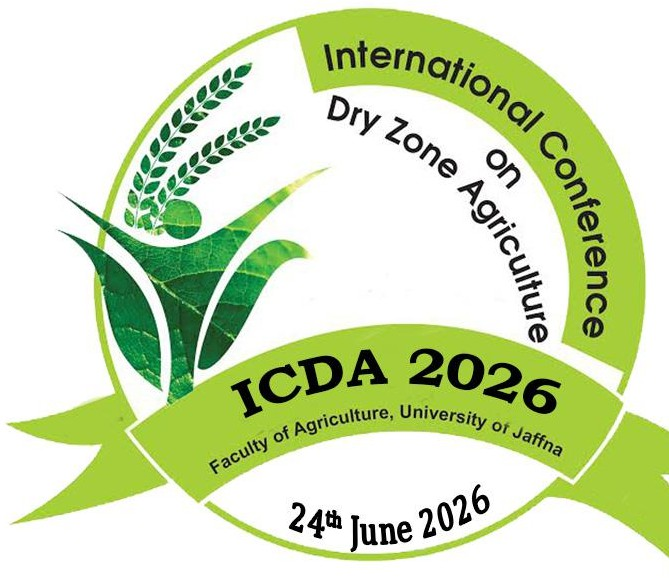 International Conference
on
Dry Zone Agriculture
ICDA 2026
Faculty of Agriculture, University of Jaffna
24th June 2026